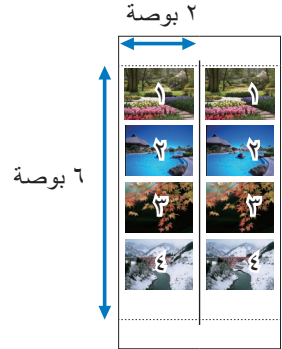 ٢ بوصة
٦ بوصة
١ ١
٢ ٢
٣ ٣
٤ ٤